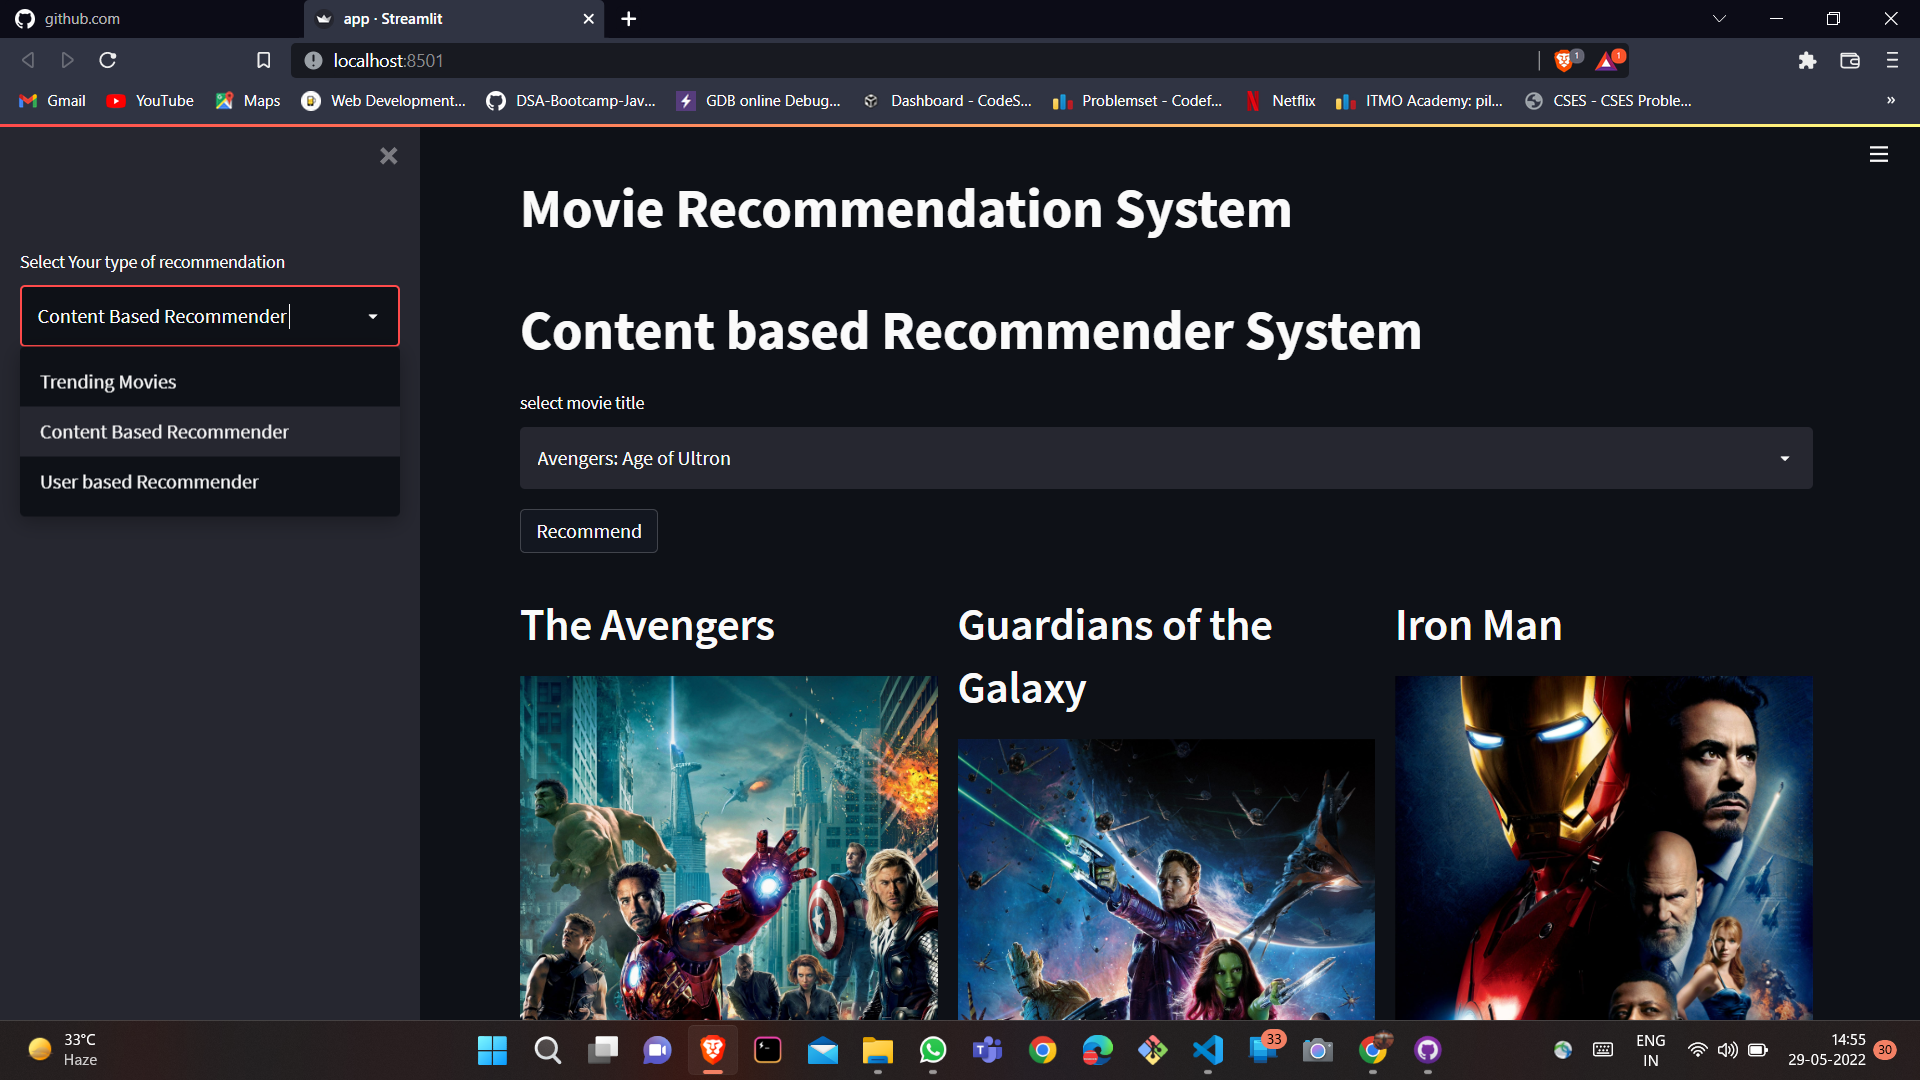 github.com
app · Streamlit
localhost:8501
1
1
Gmail
YouTube
Maps
Web Development...
DSA-Bootcamp-Jav...
GDB online Debug...
Dashboard - CodeS...
Problemset - Codef...
Netflix
ITMO Academy: pil...
CSES - CSES Proble...
»
Select Your type of recommendation
Content Based Recommender
Trending Movies
Content Based Recommender
User based Recommender
Movie Recommendation System
Content based Recommender System
select movie title
Avengers: Age of Ultron
Recommend
The Avengers
Guardians of the
Galaxy
Iron Man
33°C
Haze
33
ENG
IN
14:55
29-05-2022
30